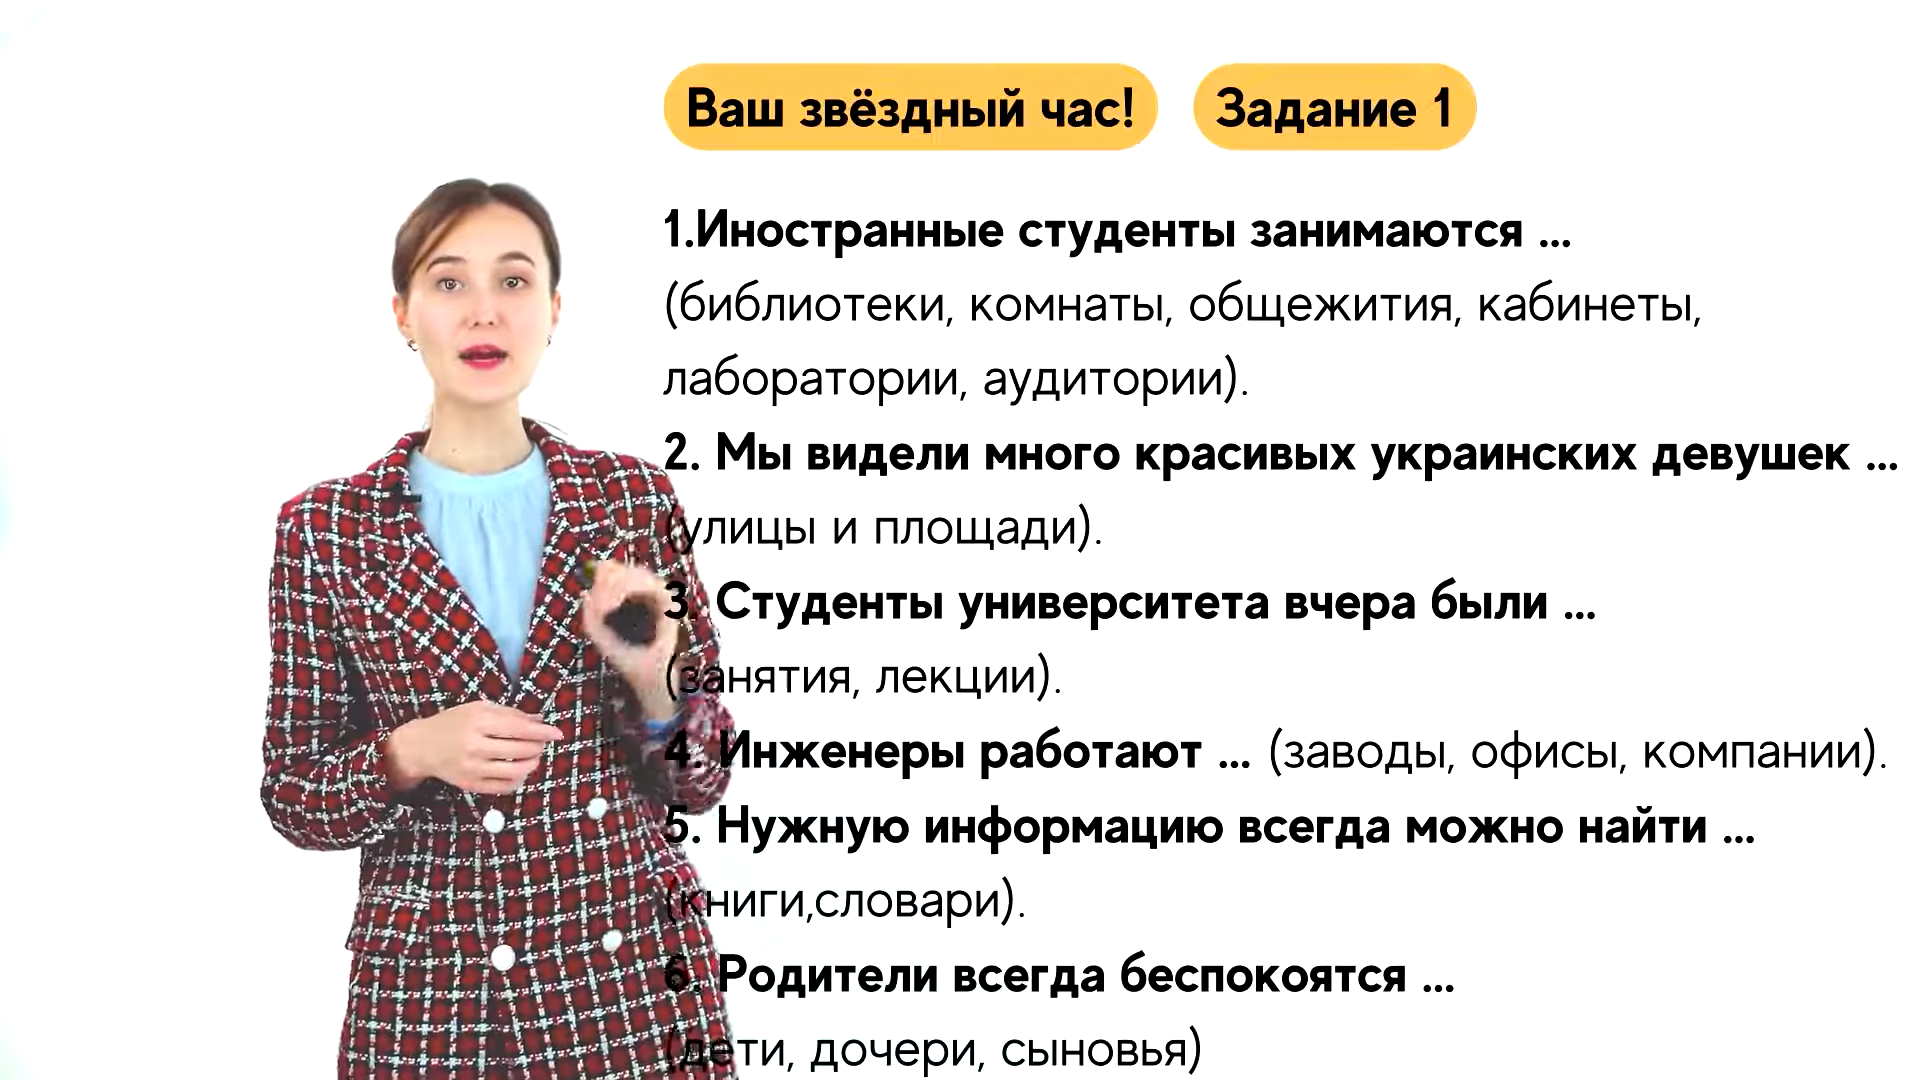 Ваш звёздный час! Задание 1
1.Иностранные студенты занимаются ...
(библиотеки, комнаты, общежития, кабинеты,
лаборатории, аудитории).
2. Мы видели много красивых украинских девушек ...
(улицы и площади).
3. Студенты университета вчера были ...
(занятия, лекции).
4. Инженеры работают ... (заводы, офисы, компании).
5. Нужную информацию всегда можно найти ...
(книги,словари).
6. Родители всегда беспокоятся ...
(дети, дочери, сыновья)